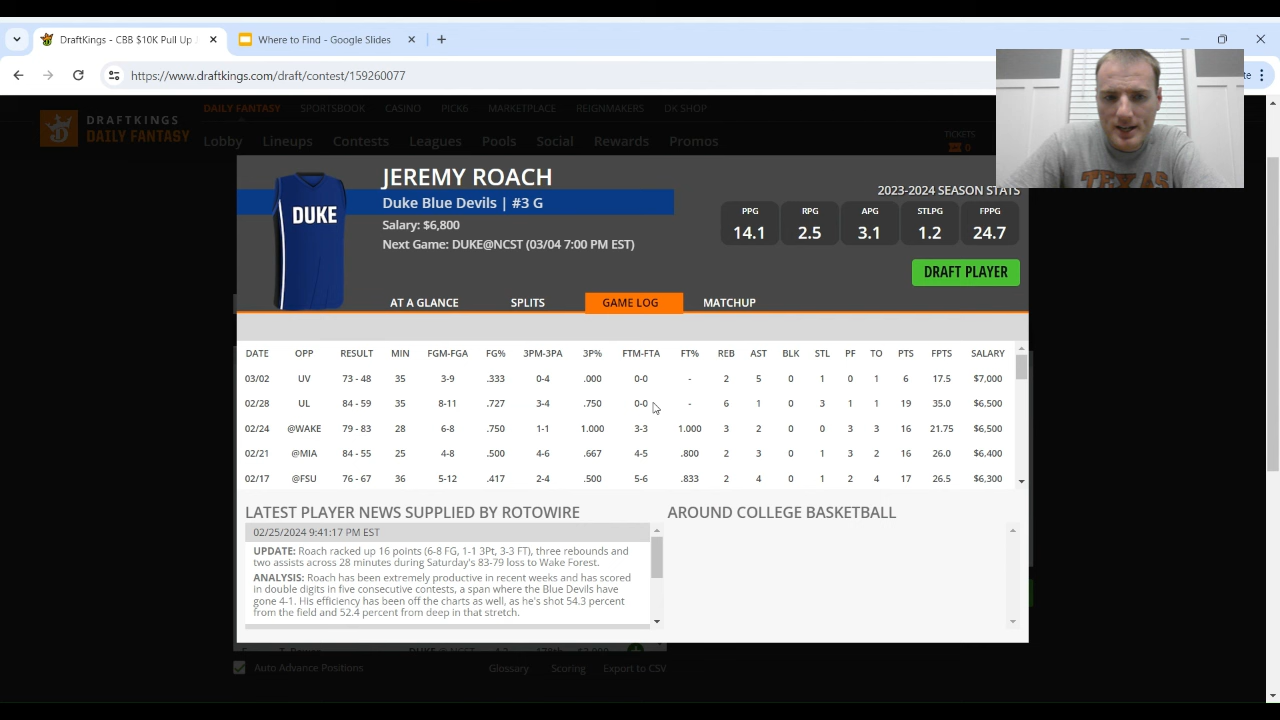 DraftKings - CBB $10K Pull Up
Where to Find - Google Slides
https://www.draftkings.com/draft/contest/159260077
DRAFTKINGS
DAILY FANTASY
DAILY FANTASY SPORTSBOOK CASINO PICK6 MARKETPLACE REIGNMAKERS DK SHOP
Lobby Lineups Contests Leagues Pools Social Rewards Promos
TICKETS
0
TEXAS
DUKE
JEREMY ROACH
Duke Blue Devils | #3 G
Salary: $6,800
Next Game: DUKE@NCST (03/04 7:00 PM EST)
2023-2024 SEASON STATS
PPG RPG APG STLPG FPPG
14.1 2.5 3.1 1.2 24.7
DRAFT PLAYER
AT A GLANCE SPLITS GAME LOG MATCHUP
DATE OPP RESULT MIN FGM-FGA FG% 3PM-3PA 3P% FTM-FTA FT% REB AST BLK STL PF TO PTS FPTS SALARY
03/02 UV 73 - 48 35 3-9 .333 0-4 .000 0-0 - 2 5 0 1 0 1 6 17.5 $7,000
02/28 UL 84 - 59 35 8-11 .727 3-4 .750 0-0 - 6 1 0 3 1 1 19 35.0 $6,500
02/24 @WAKE 79 - 83 28 6-8 .750 1-1 1.000 3-3 1.000 3 2 0 0 3 3 16 21.75 $6,500
02/21 @MIA 84 - 55 25 4-8 .500 4-6 .667 4-5 .800 2 3 0 1 3 2 16 26.0 $6,400
02/17 @FSU 76 - 67 36 5-12 .417 2-4 .500 5-6 .833 2 4 0 1 2 4 17 26.5 $6,300
LATEST PLAYER NEWS SUPPLIED BY ROTOWIRE
02/25/2024 9:41:17 PM EST
UPDATE: Roach racked up 16 points (6-8 FG, 1-1 3Pt, 3-3 FT), three rebounds and
two assists across 28 minutes during Saturday's 83-79 loss to Wake Forest.
ANALYSIS: Roach has been extremely productive in recent weeks and has scored
in double digits in five consecutive contests, a span where the Blue Devils have
gone 4-1. His efficiency has been off the charts as well, as he's shot 54.3 percent
from the field and 52.4 percent from deep in that stretch.
AROUND COLLEGE BASKETBALL
Auto Advance Positions
Glossary Scoring Export to CSV